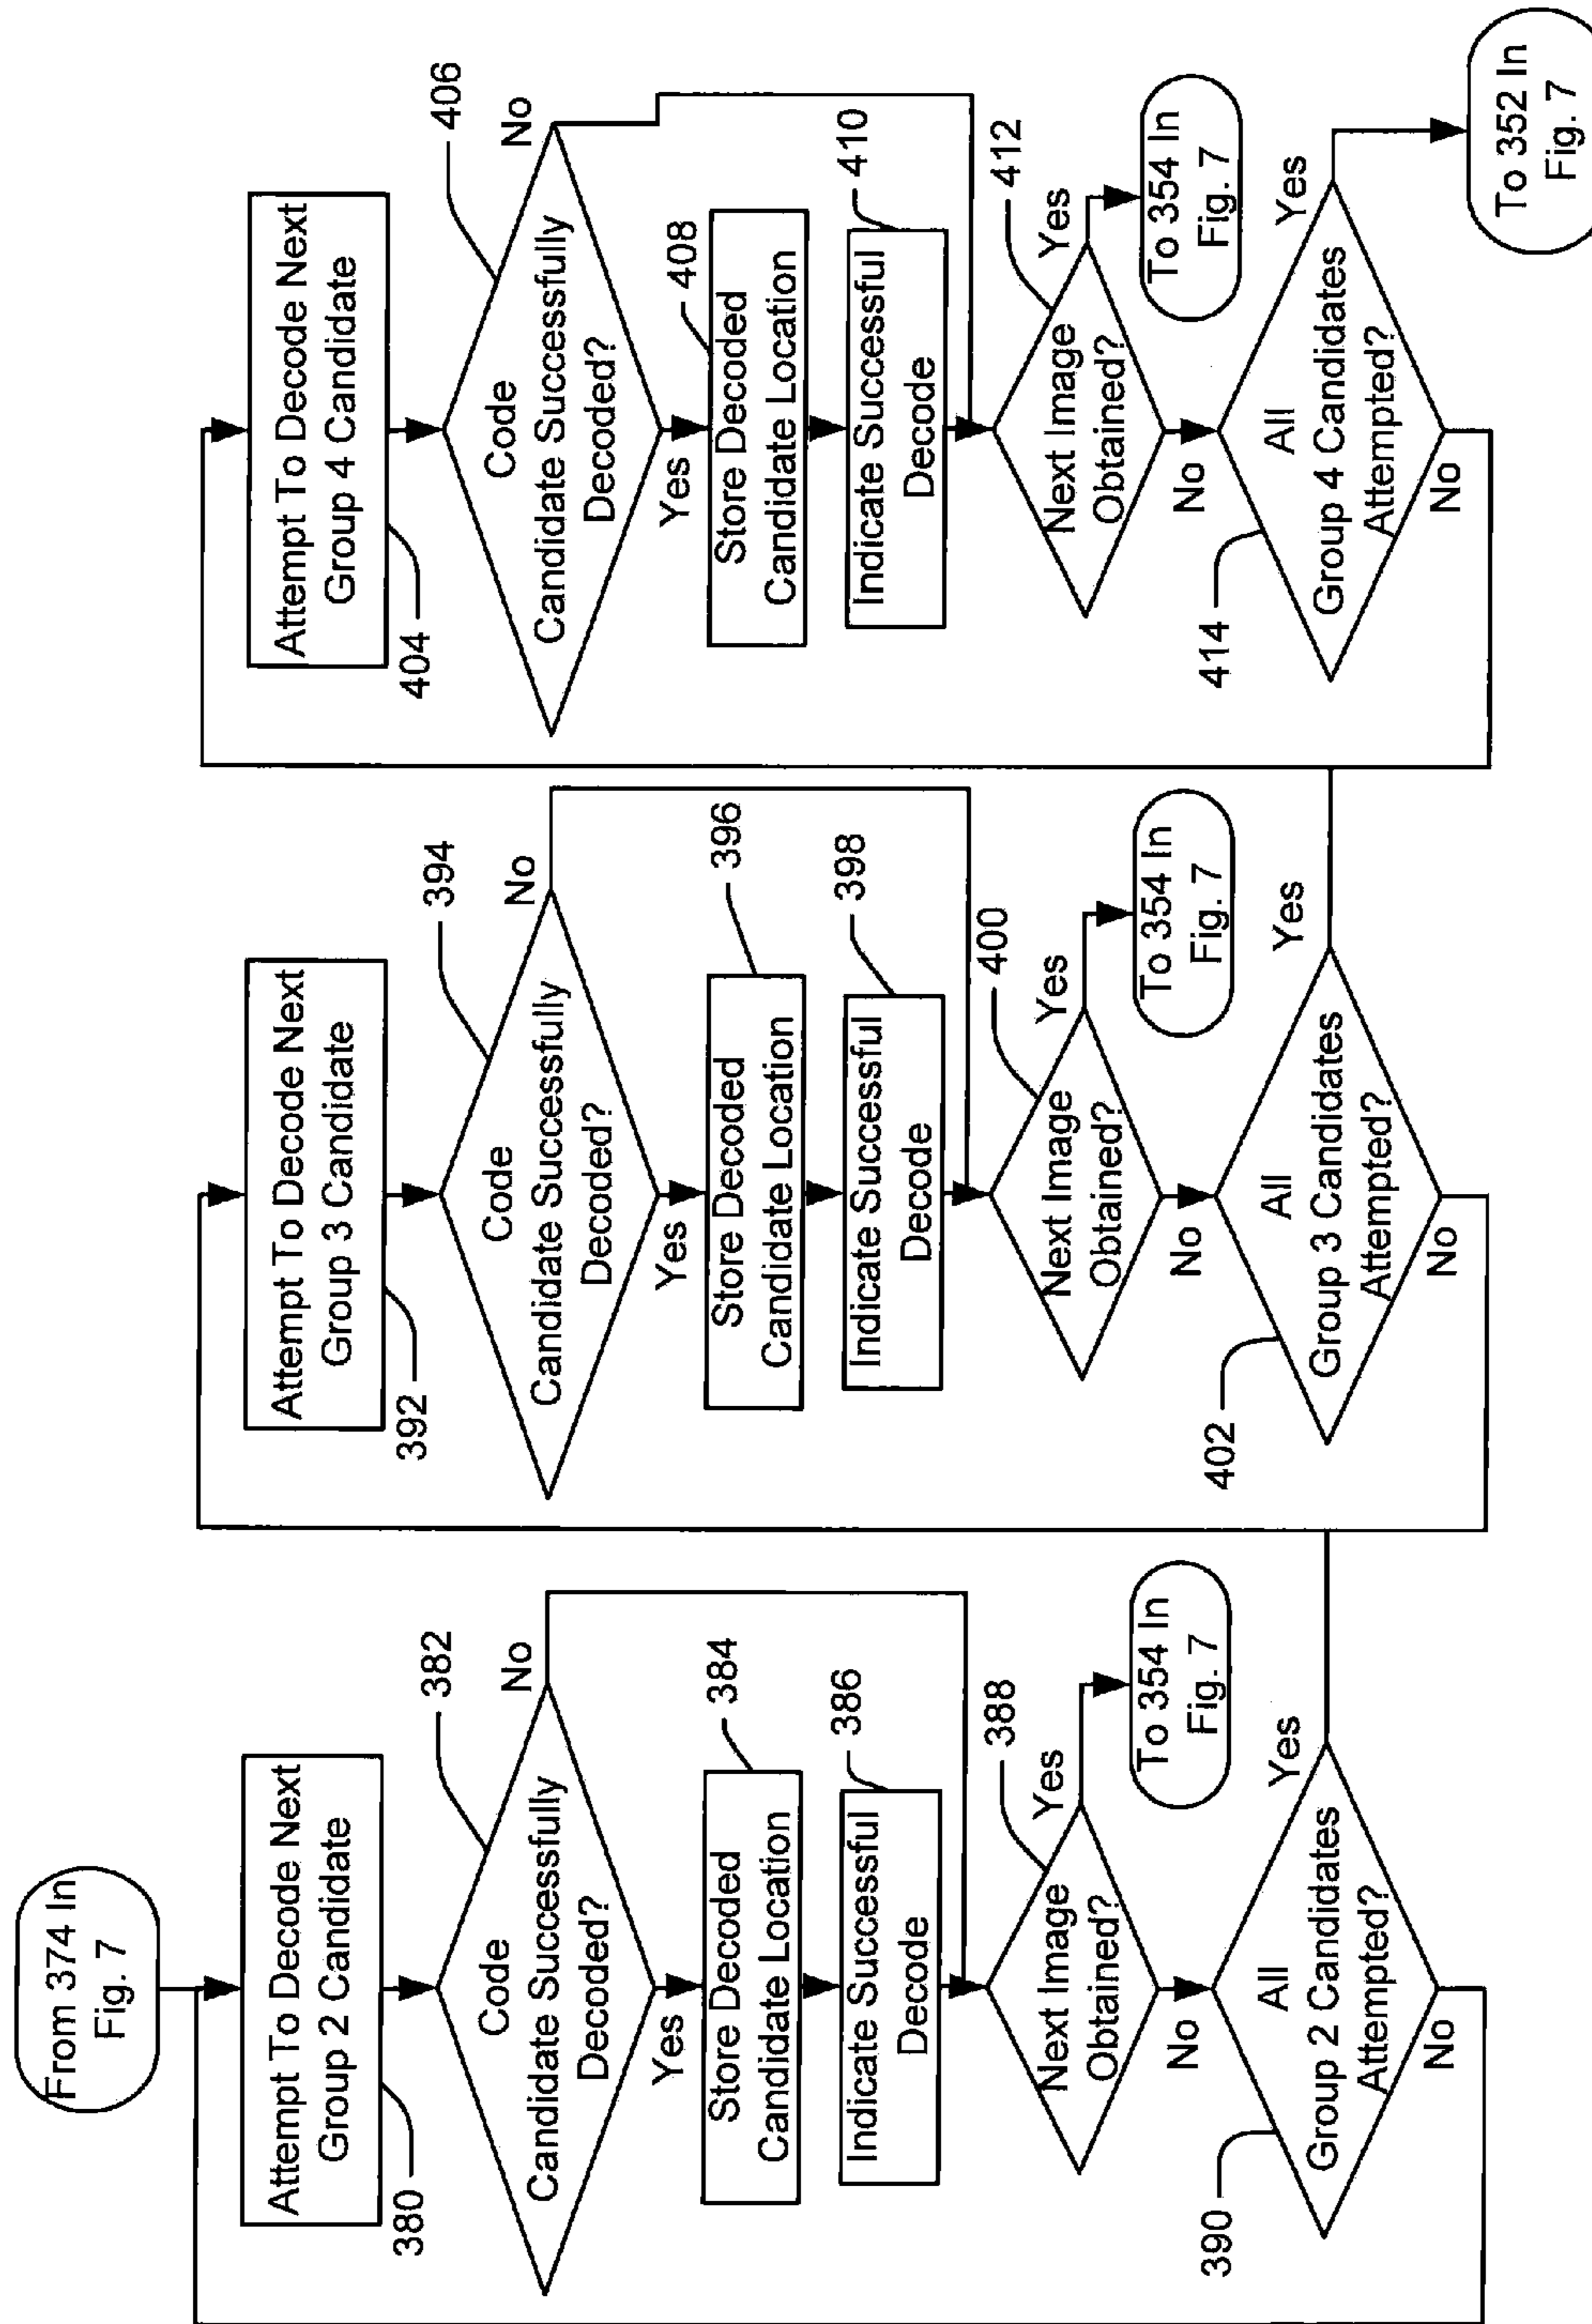 From 374 In
Fig. 7
Attempt To Decode Next
Group 2 Candidate
380
382
Code
Candidate Successfully
Decoded?
No
Yes
384
Store Decoded
Candidate Location
386
Indicate Successful
Decode
388
Next Image
Obtained?
Yes
To 354 In
Fig. 7
No
390
All
Group 2 Candidates
Attempted?
Yes
No
Attempt To Decode Next
Group 3 Candidate
392
394
Code
Candidate Successfully
Decoded?
No
Yes
396
Store Decoded
Candidate Location
398
Indicate Successful
Decode
400
Next Image
Obtained?
Yes
To 354 In
Fig. 7
No
402
All
Group 3 Candidates
Attempted?
Yes
No
Attempt To Decode Next
Group 4 Candidate
404
406
Code
Candidate Successfully
Decoded?
No
Yes
408
Store Decoded
Candidate Location
410
Indicate Successful
Decode
412
Next Image
Obtained?
Yes
To 354 In
Fig. 7
No
414
All
Group 4 Candidates
Attempted?
Yes
No
To 352 In
Fig. 7